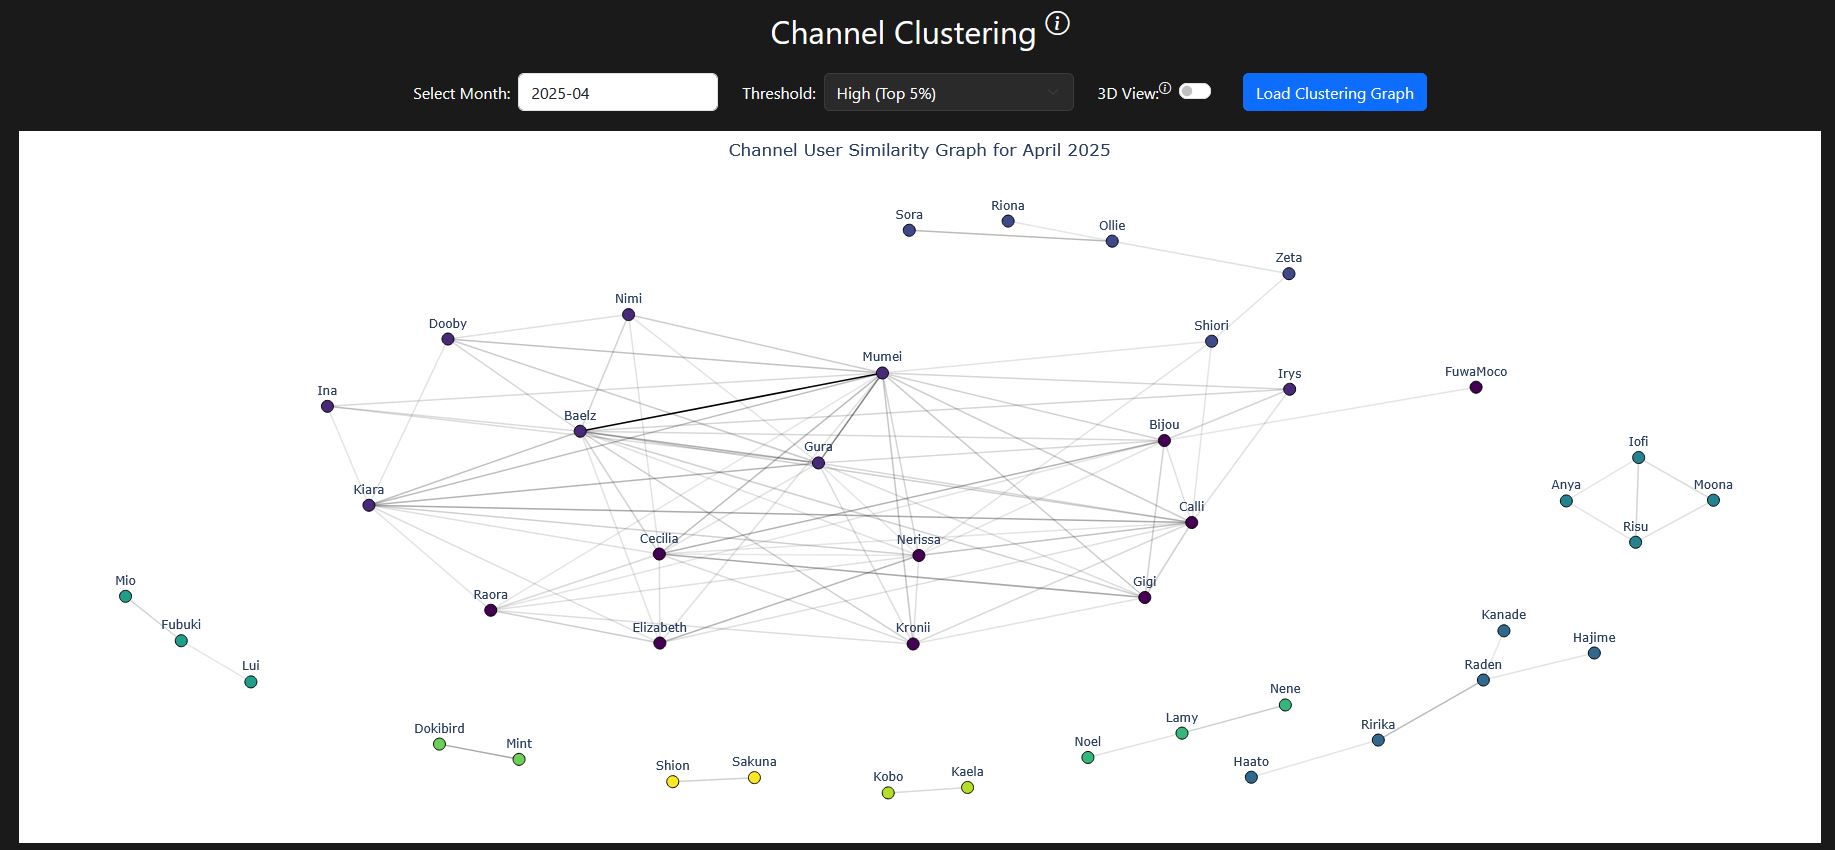 Channel Clustering
Select Month: 2025-04 Threshold: High (Top 5%) 3D View: Load Clustering Graph
Channel User Similarity Graph for April 2025
Riona
Sora
Ollie
Zeta
Nimi
Dooby
Shiori
Mumei
FuwaMoco
Irys
Ina
Baelz
Bijou
Iofi
Gura
Anya
Moona
Kiara
Calli
Risu
Cecilia
Nerissa
Mio
Gigi
Raora
Kanade
Fubuki
Elizabeth
Kronii
Hajime
Lui
Raden
Nene
Lamy
Ririka
Dokibird
Noel
Mint
Shion
Sakuna
Haato
Kobo
Kaela